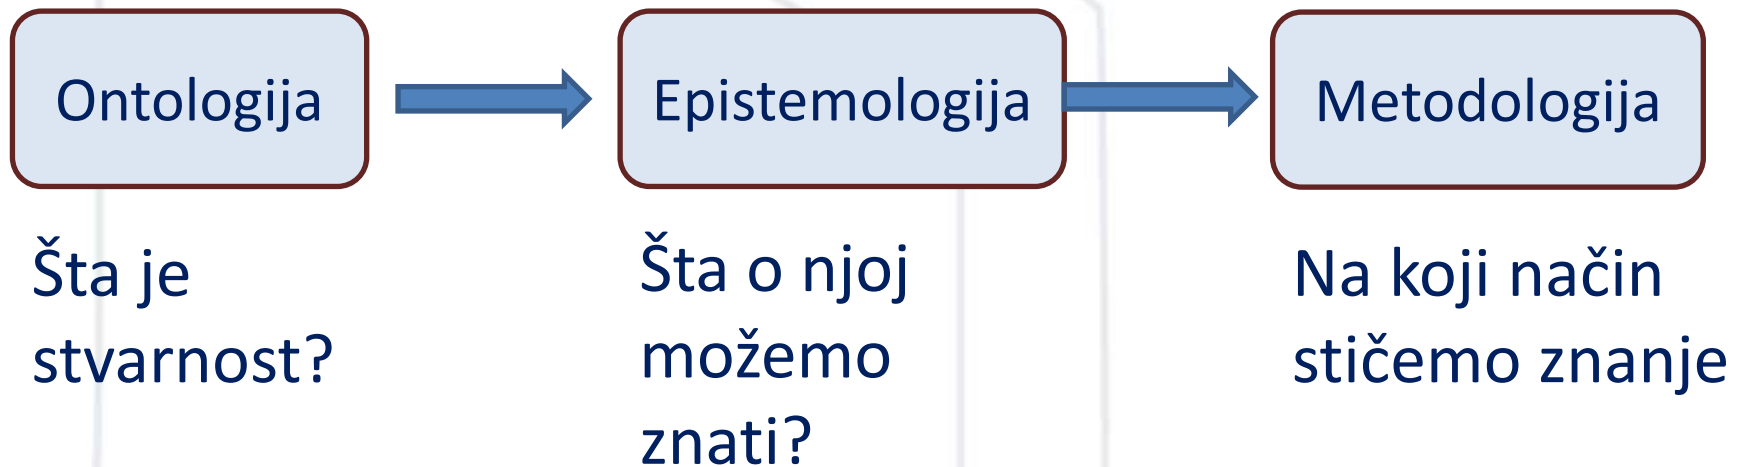 Ontologija
Epistemologija
Metodologija
Šta je
stvarnost?
Šta o njoj
možemo
znati?
Na koji način
stičemo znanje